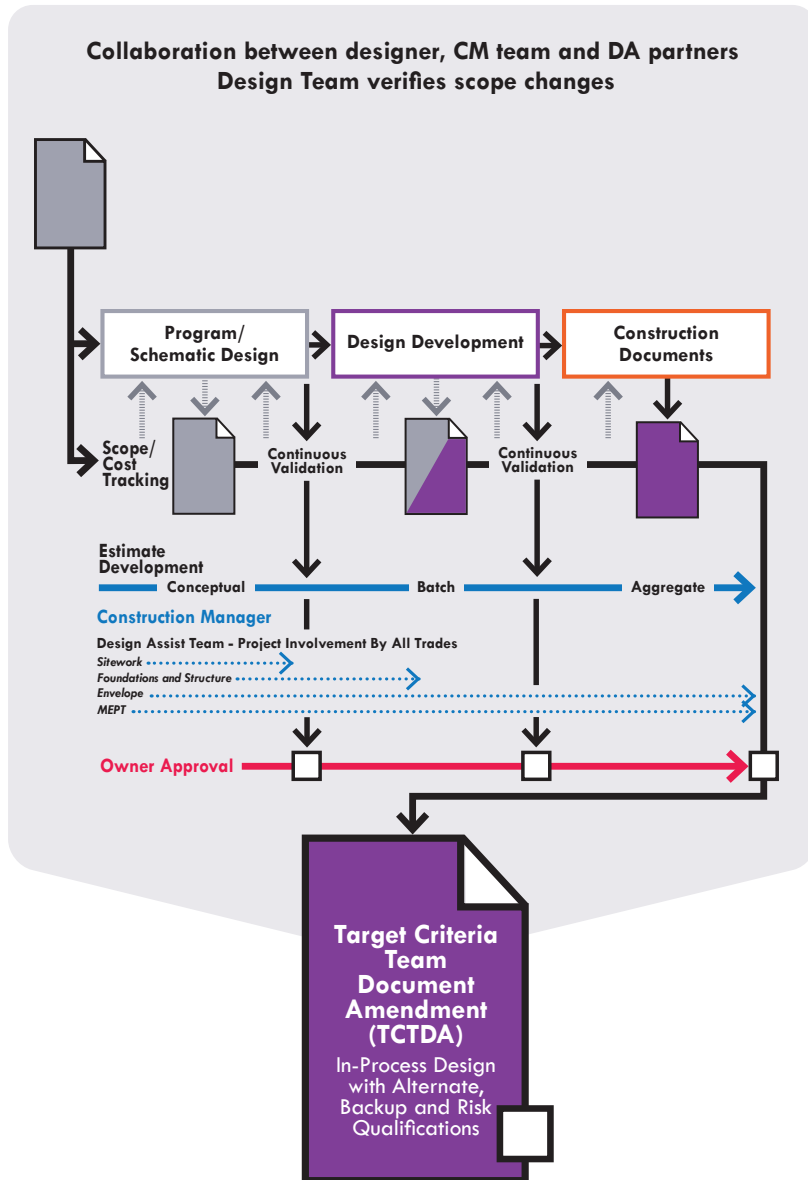 Collaboration between designer, CM team and DA partners
Design Team verifies scope changes
Program/
Schematic Design
Design Development
Construction
Documents
Scope/
Cost
Tracking
Continuous
Validation
Continuous
Validation
Estimate
Development
Conceptual
Batch
Aggregate
Construction Manager
Design Assist Team - Project Involvement By All Trades
Sitework
Foundations and Structure
Envelope
MEPT
Owner Approval
Target Criteria
Team
Document
Amendment
(TCTDA)
In-Process Design
with Alternate,
Backup and Risk
Qualifications